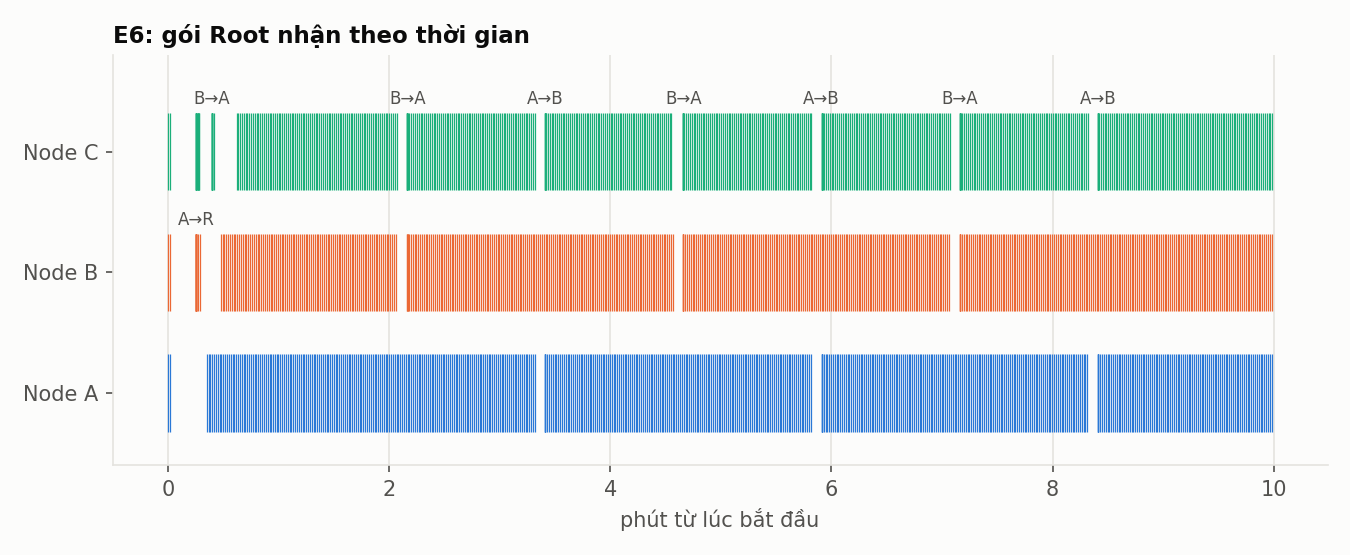 E6: gói Root nhận theo thời gian
B→A B→A A→B B→A A→B B→A A→B
Node C
A→R
Node B
Node A
0 2 4 6 8 10
phút từ lúc bắt đầu